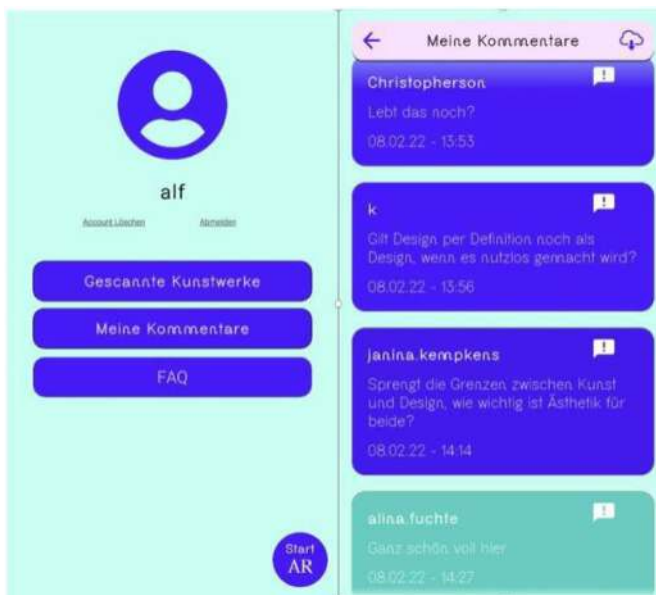 alf
Account Löschen
Abmelden
Gescannte Kunstwerke
Meine Kommentare
FAQ
Start
AR
Meine Kommentare
Christopherson
Lebt das noch?
08.02.22 - 13:53
k
Gilt Design per Definition noch als
Design, wenn es nutzlos gemacht wird?
08.02.22 - 13:56
janina.kempkens
Sprengt die Grenzen zwischen Kunst
und Design, wie wichtig ist Ästhetik für
beide?
08.02.22 - 14:14
alina.fuchte
Ganz schön voll hier
08.02.22 - 14:27